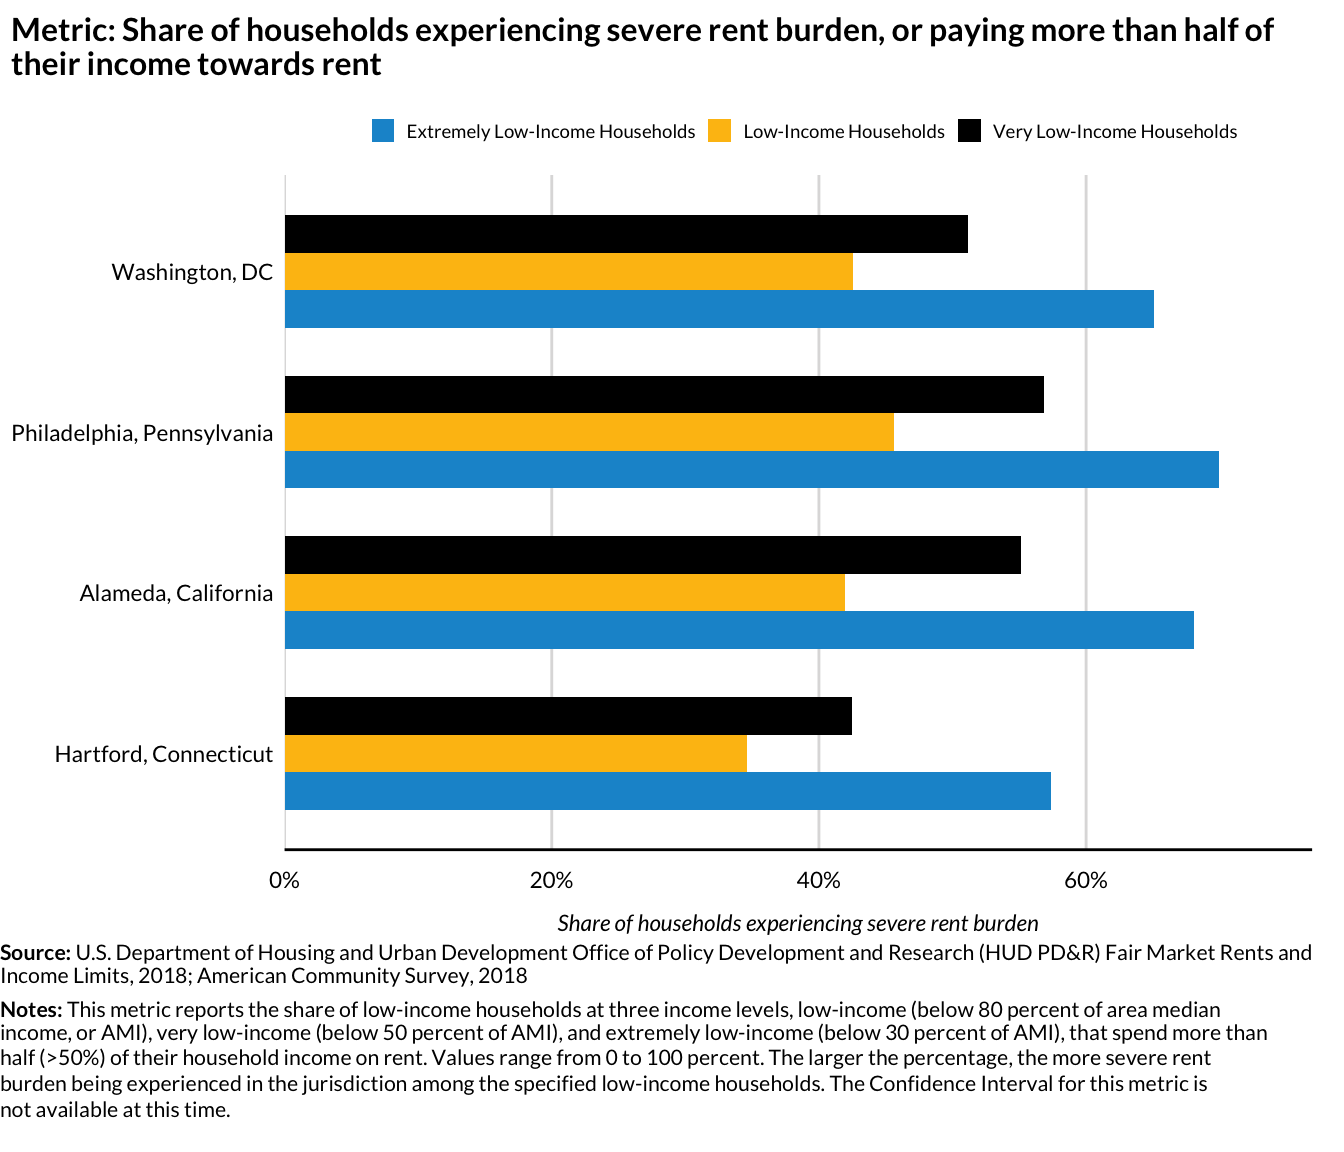 Metric: Share of households experiencing severe rent burden, or paying more than half of
their income towards rent
Extremely Low-Income Households
Low-Income Households
Very Low-Income Households
Washington, DC
Philadelphia, Pennsylvania
Alameda, California
Hartford, Connecticut
0%
20%
40%
60%
Share of households experiencing severe rent burden
Source: U.S. Department of Housing and Urban Development Office of Policy Development and Research (HUD PD&R) Fair Market Rents and
Income Limits, 2018; American Community Survey, 2018
Notes: This metric reports the share of low-income households at three income levels, low-income (below 80 percent of area median
income, or AMI), very low-income (below 50 percent of AMI), and extremely low-income (below 30 percent of AMI), that spend more than
half (>50%) of their household income on rent. Values range from 0 to 100 percent. The larger the percentage, the more severe rent
burden being experienced in the jurisdiction among the specified low-income households. The Confidence Interval for this metric is
not available at this time.